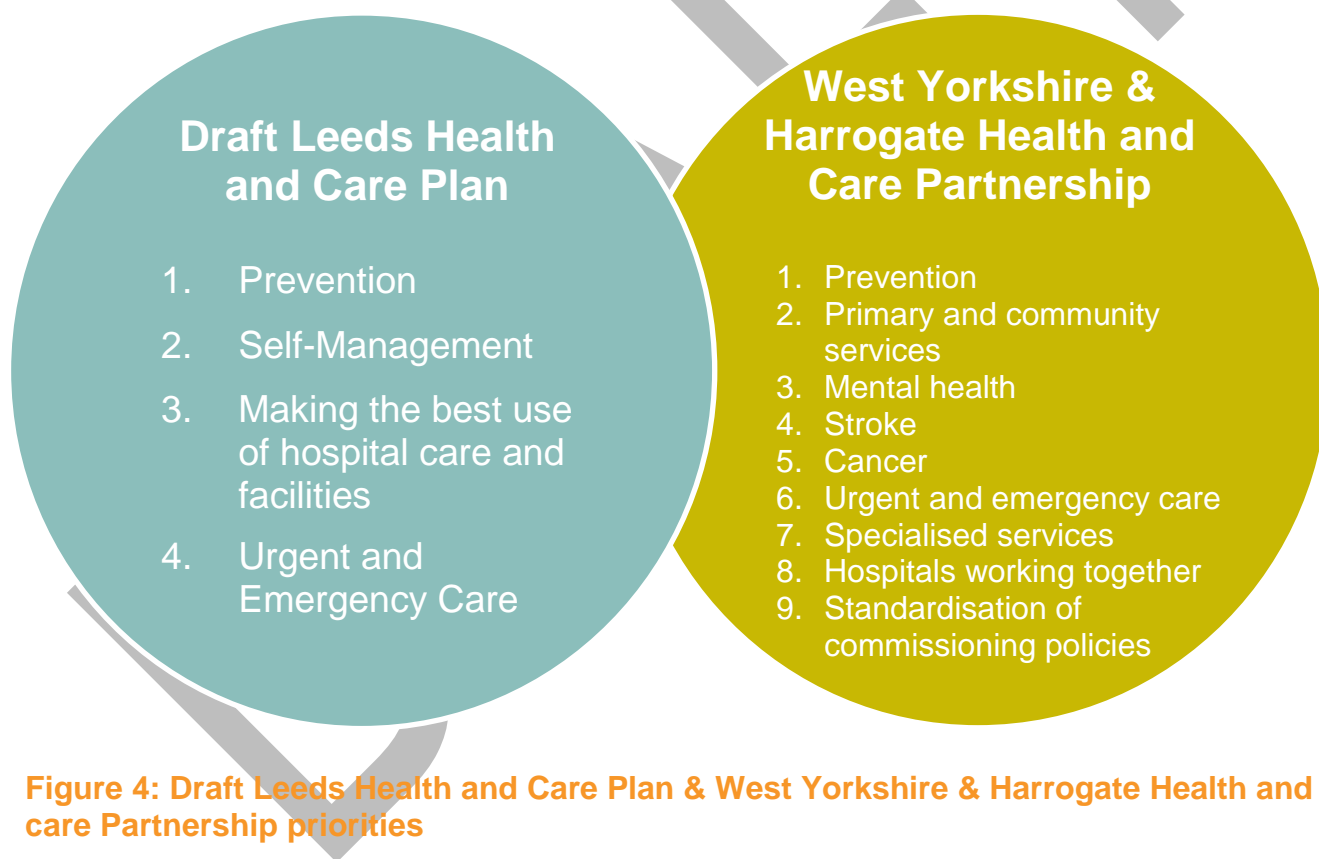 Draft Leeds Health
and Care Plan
1. Prevention
2. Self-Management
3. Making the best use
of hospital care and
facilities
4. Urgent and
Emergency Care
West Yorkshire &
Harrogate Health and
Care Partnership
1. Prevention
2. Primary and community
services
3. Mental health
4. Stroke
5. Cancer
6. Urgent and emergency care
7. Specialised services
8. Hospitals working together
9. Standardisation of
commissioning policies
Figure 4: Draft Leeds Health and Care Plan & West Yorkshire & Harrogate Health and
care Partnership priorities